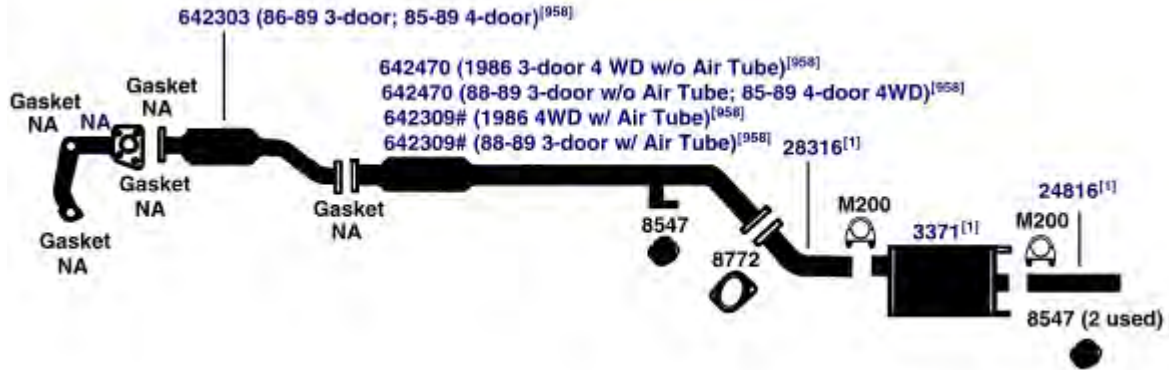 642303 (86-89 3-door; 85-89 4-door)[958]
642470 (1986 3-door 4 WD w/o Air Tube)[958]
642470 (88-89 3-door w/o Air Tube; 85-89 4-door 4WD)[958]
642309# (1986 4WD w/ Air Tube)[958]
642309# (88-89 3-door w/ Air Tube)[958]
28316[1]
Gasket
NA
Gasket
NA
NA
Gasket
NA
Gasket
NA
Gasket
NA
8547
8772
M200
3371[1]
24816[1]
M200
8547 (2 used)